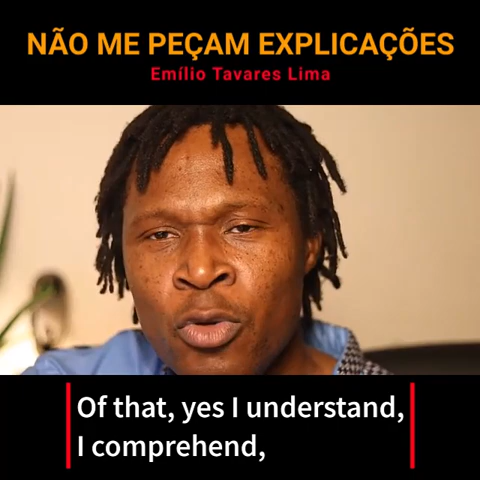 NÃO ME PEÇAM EXPLICAÇÕES
Emílio Tavares Lima
Of that, yes I understand,
I comprehend,